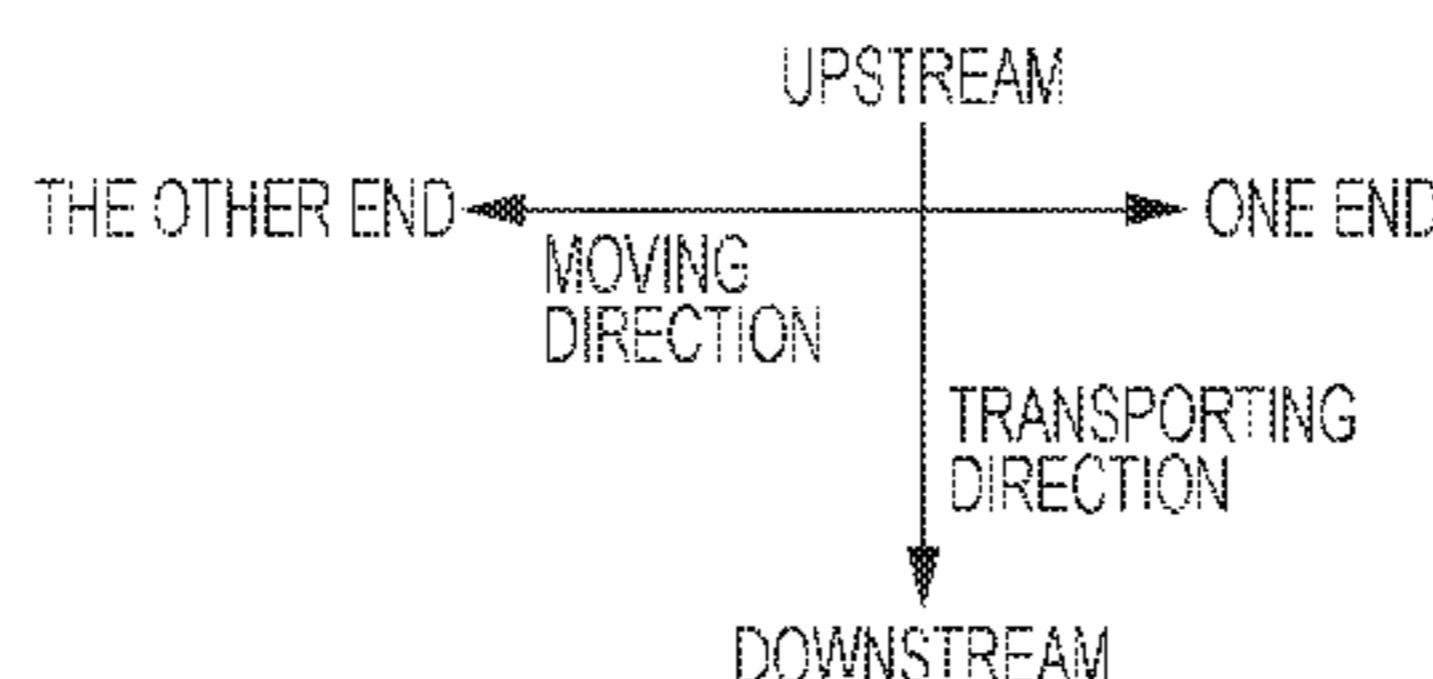 UPSTREAM
THE OTHER END
ONE END
MOVING
DIRECTION
TRANSPORTING
DIRECTION
DOWNSTREAM